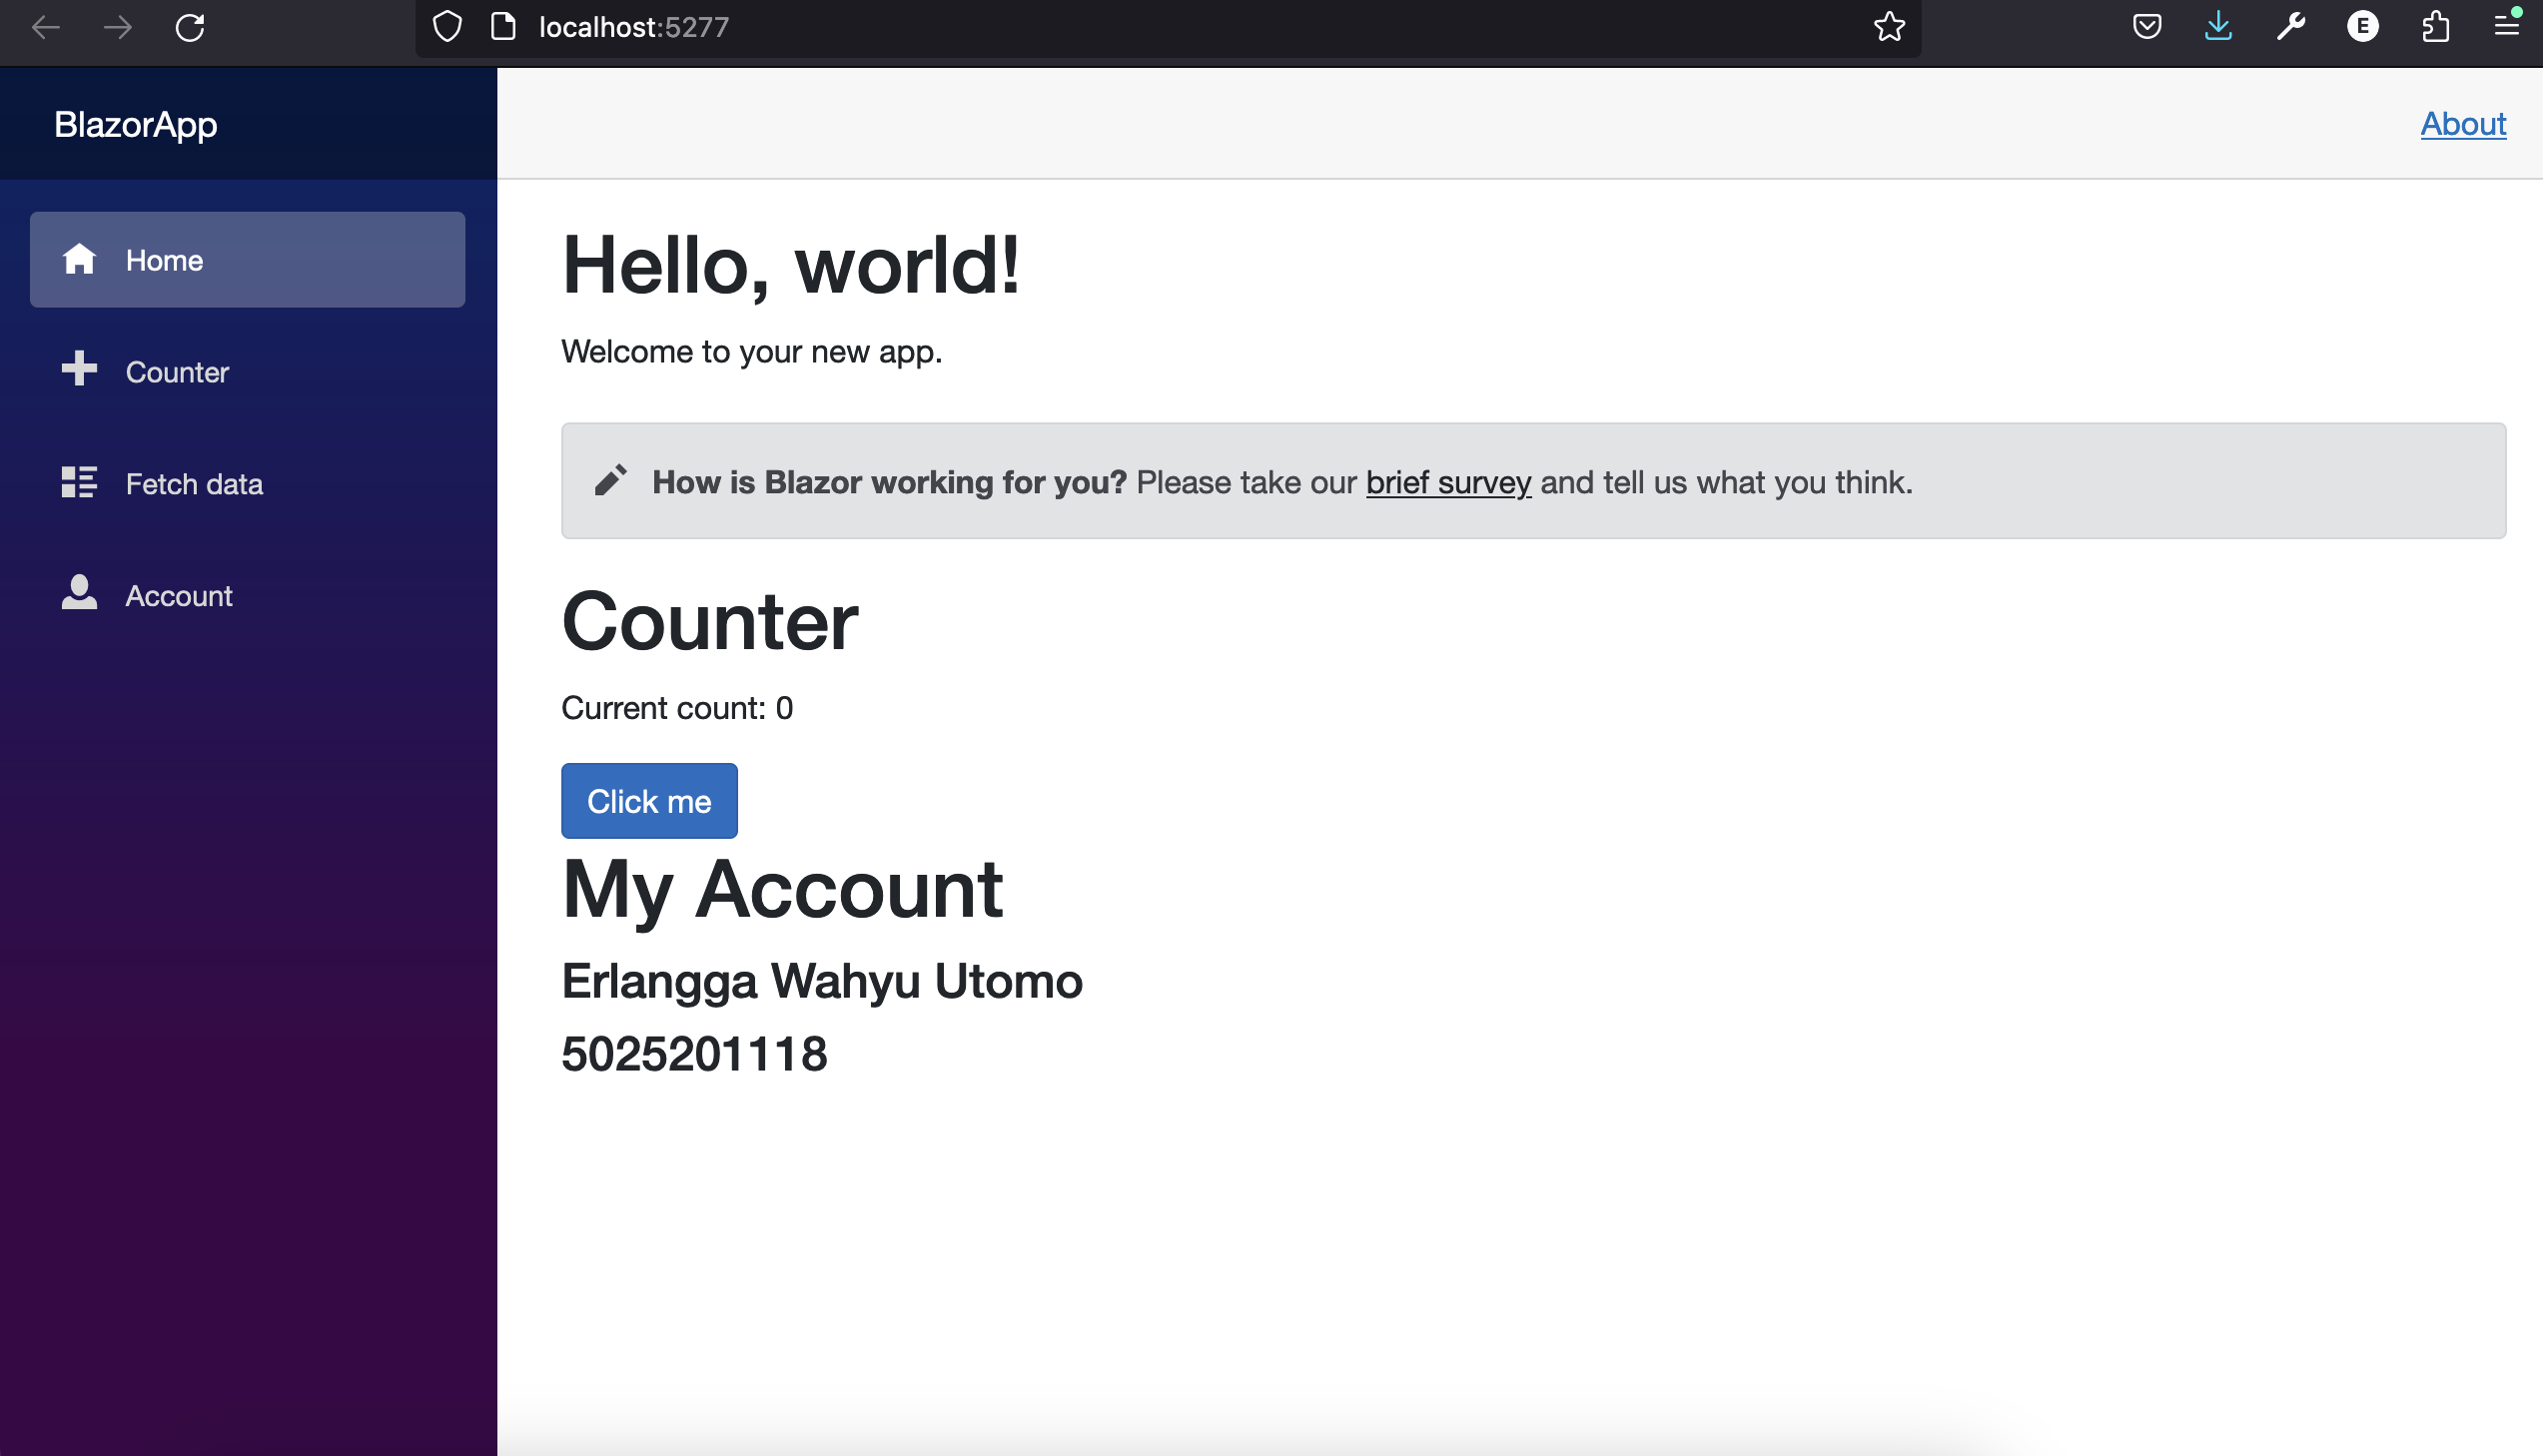 localhost:5277
E
BlazorApp
About
Home
Counter
Fetch data
Account
Hello, world!
Welcome to your new app.
How is Blazor working for you? Please take our brief survey and tell us what you think.
Counter
Current count: 0
Click me
My Account
Erlangga Wahyu Utomo
5025201118